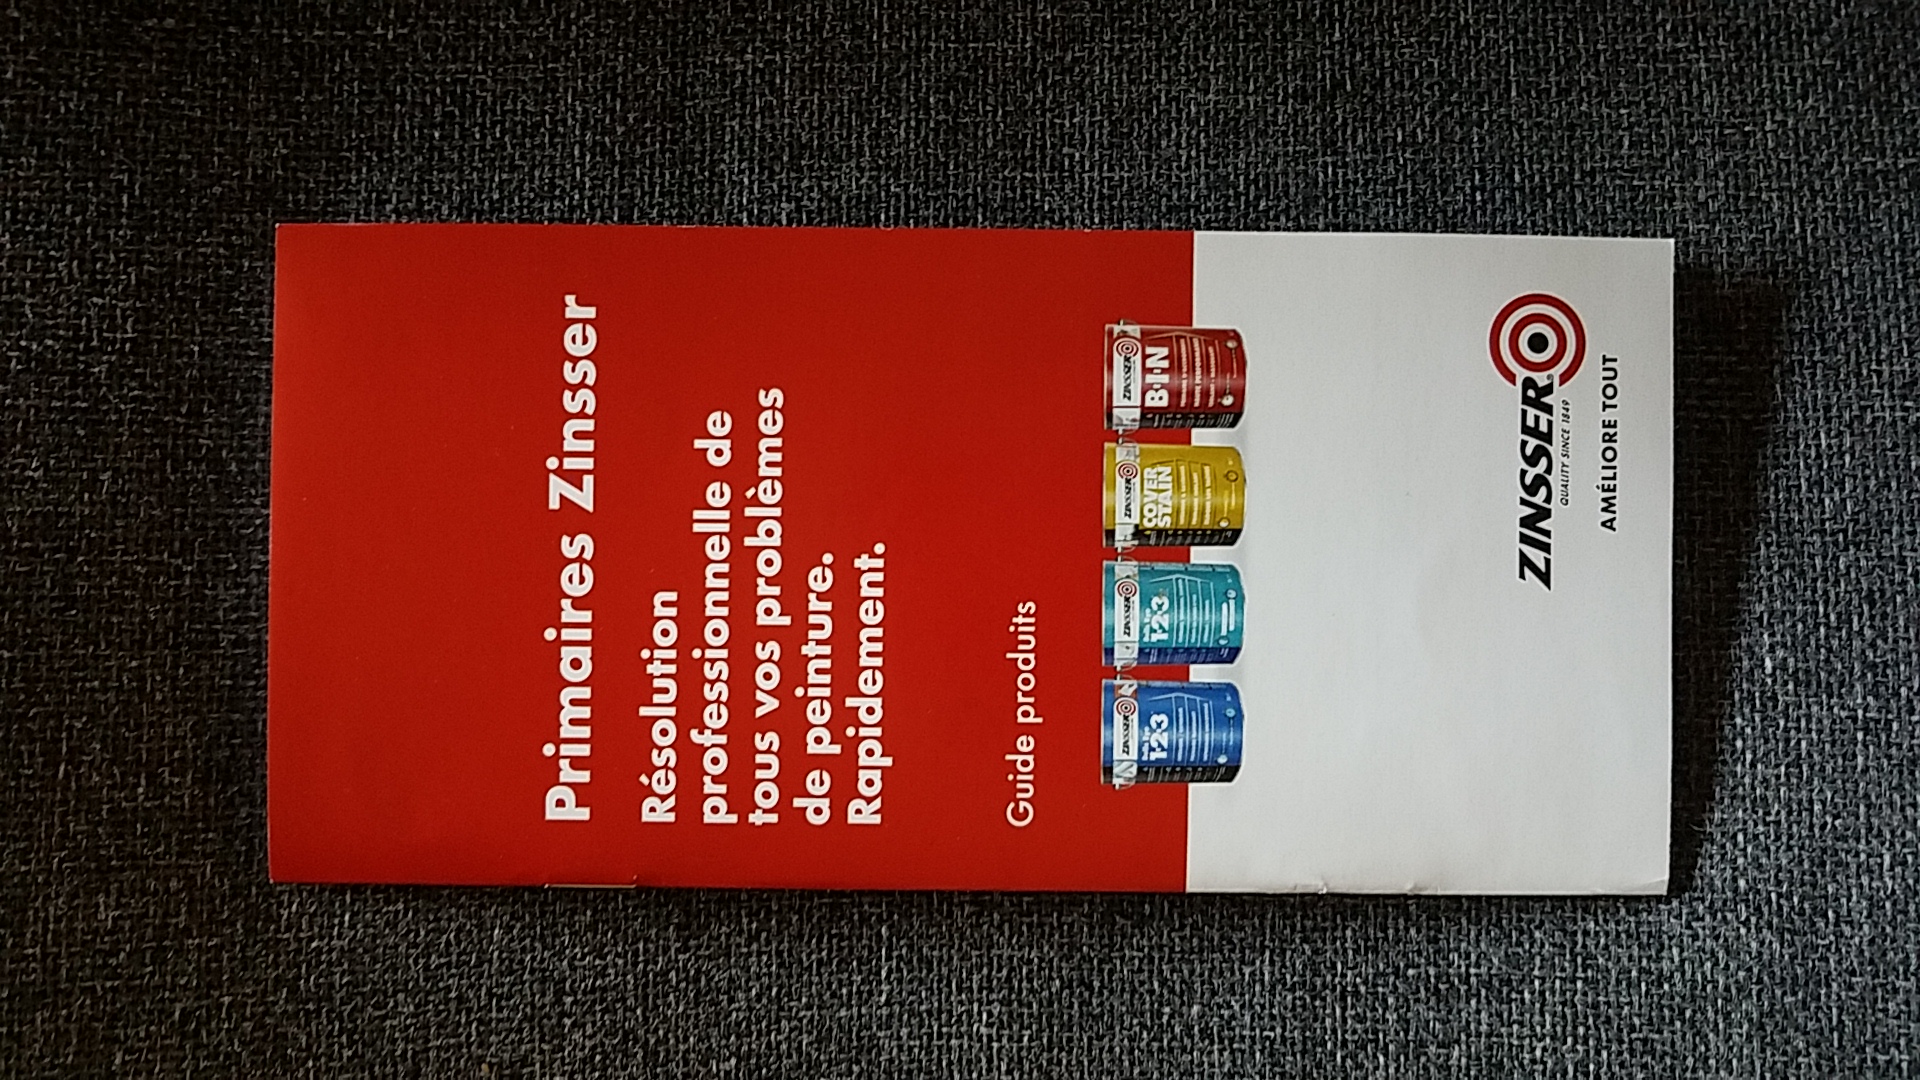 Primaires Zinsser
Résolution
professionnelle de
tous vos problèmes
de peinture.
Rapidement.
Guide produits
ZINSSER
1·2·3
ZINSSER
1·2·3
ZINSSER
COVER
STAIN
ZINSSER
B·I·N
ZINSSER®
QUALITY SINCE 1849
AMÉLIORE TOUT